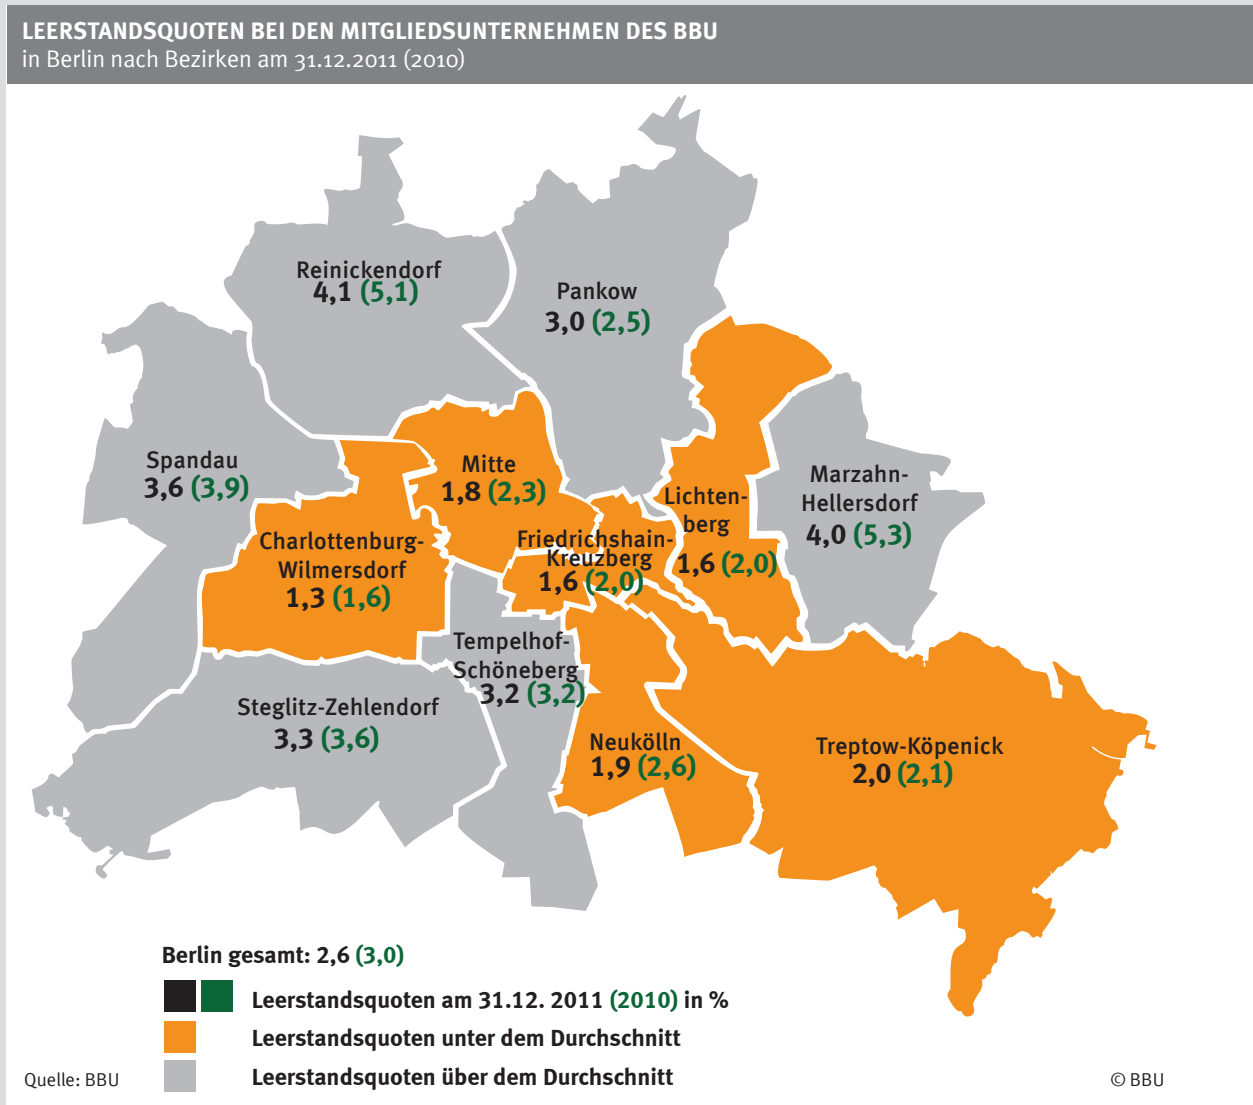 LEERSTANDSQUOTEN BEI DEN MITGLIEDSUNTERNEHMEN DES BBU
in Berlin nach Bezirken am 31.12.2011 (2010)
Reinickendorf
4,1 (5,1)
Pankow
3,0 (2,5)
Spandau
3,6 (3,9)
Mitte
1,8 (2,3)
Lichten-
berg
1,6 (2,0)
Marzahn-
Hellersdorf
4,0 (5,3)
Charlottenburg-
Wilmersdorf
1,3 (1,6)
Friedrichshain-
Kreuzberg
1,6 (2,0)
Tempelhof-
Schöneberg
3,2 (3,2)
Steglitz-Zehlendorf
3,3 (3,6)
Neukölln
1,9 (2,6)
Treptow-Köpenick
2,0 (2,1)
Berlin gesamt: 2,6 (3,0)
Leerstandsquoten am 31.12. 2011 (2010) in %
Leerstandsquoten unter dem Durchschnitt
Leerstandsquoten über dem Durchschnitt
Quelle: BBU
© BBU